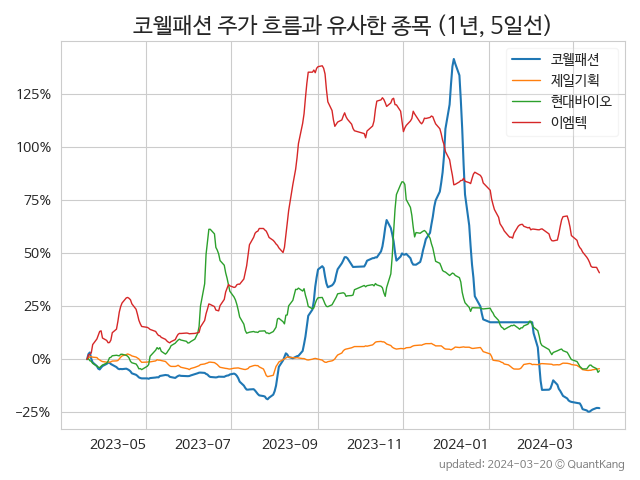 코웰패션 주가 흐름과 유사한 종목 (1년, 5일선)
코웰패션
제일기획
현대바이오
이엠텍
125%
100%
75%
50%
25%
0%
−25%
2023-05 2023-07 2023-09 2023-11 2024-01 2024-03
updated: 2024-03-20 © QuantKang